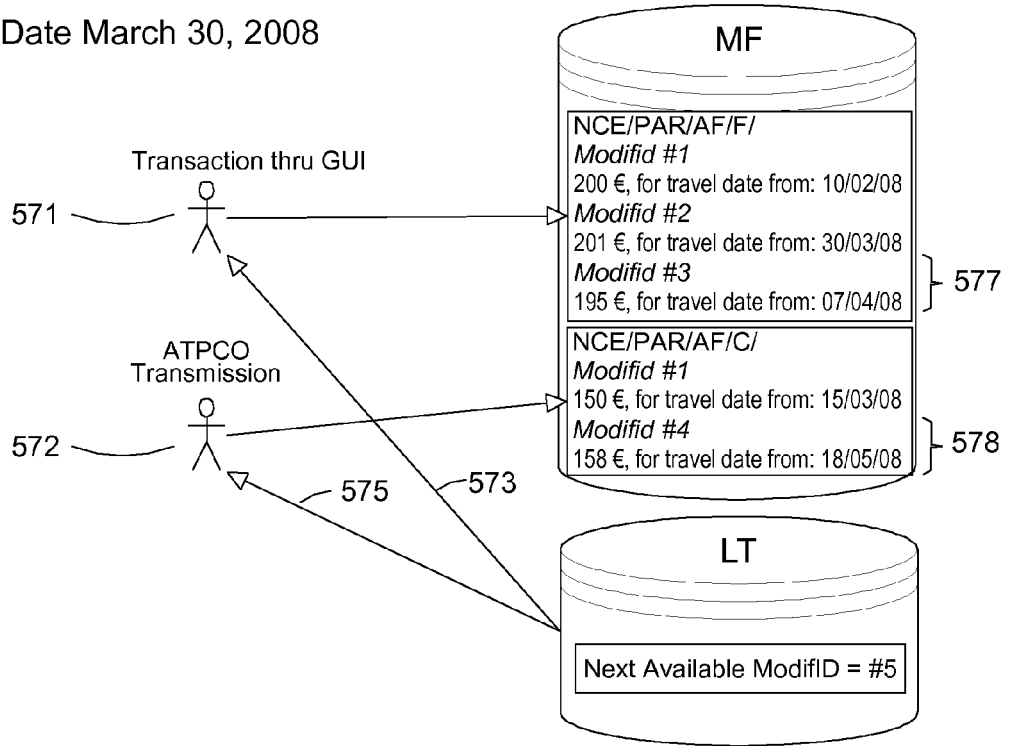 Date March 30, 2008
MF
NCE/PAR/AF/F/
Modifid #1
200 €, for travel date from: 10/02/08
Modifid #2
201 €, for travel date from: 30/03/08
Modifid #3
195 €, for travel date from: 07/04/08
577
Transaction thru GUI
571
NCE/PAR/AF/C/
Modifid #1
150 €, for travel date from: 15/03/08
Modifid #4
158 €, for travel date from: 18/05/08
578
ATPCO
Transmission
572
575
573
LT
Next Available ModifID = #5